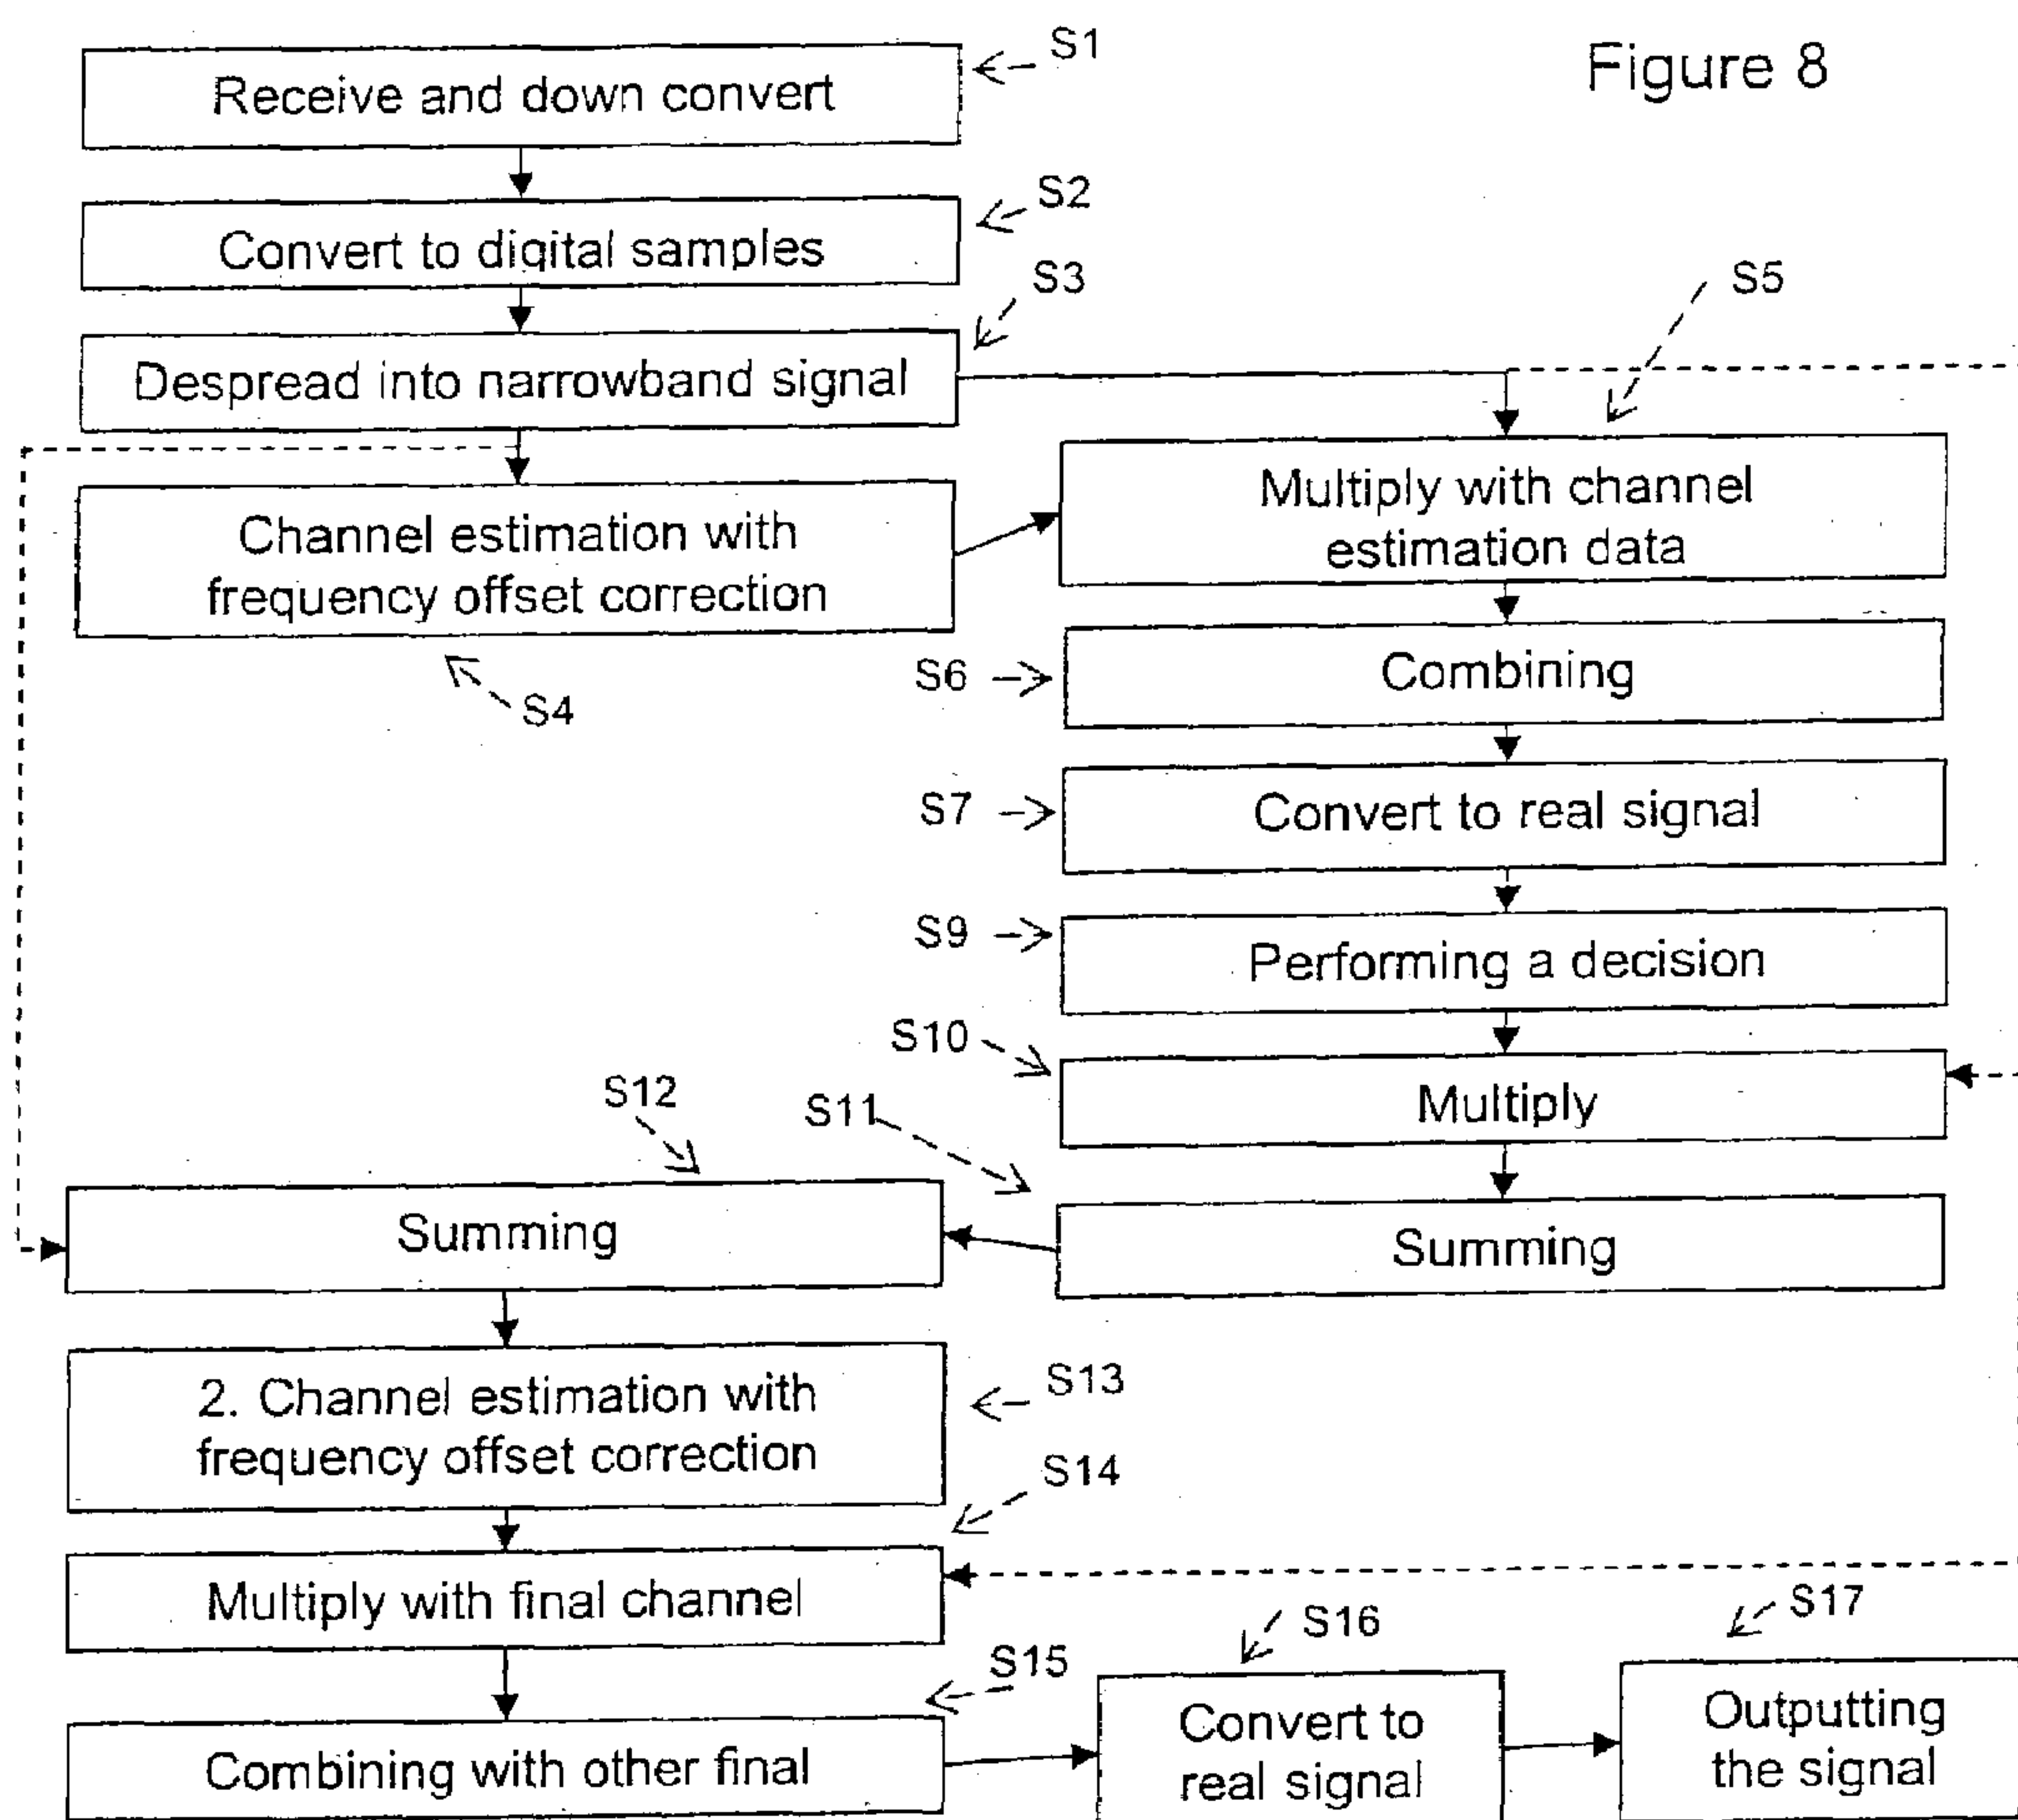 Figure 8
S1
Receive and down convert
S2
Convert to digital samples
S3
Despread into narrowband signal
S5
Channel estimation with
frequency offset correction
S4
Multiply with channel
estimation data
S6
Combining
S7
Convert to real signal
S9
Performing a decision
S10
Multiply
S11
Summing
S12
Summing
S13
2. Channel estimation with
frequency offset correction
S14
Multiply with final channel
S15
Combining with other final
S16
Convert to
real signal
S17
Outputting
the signal